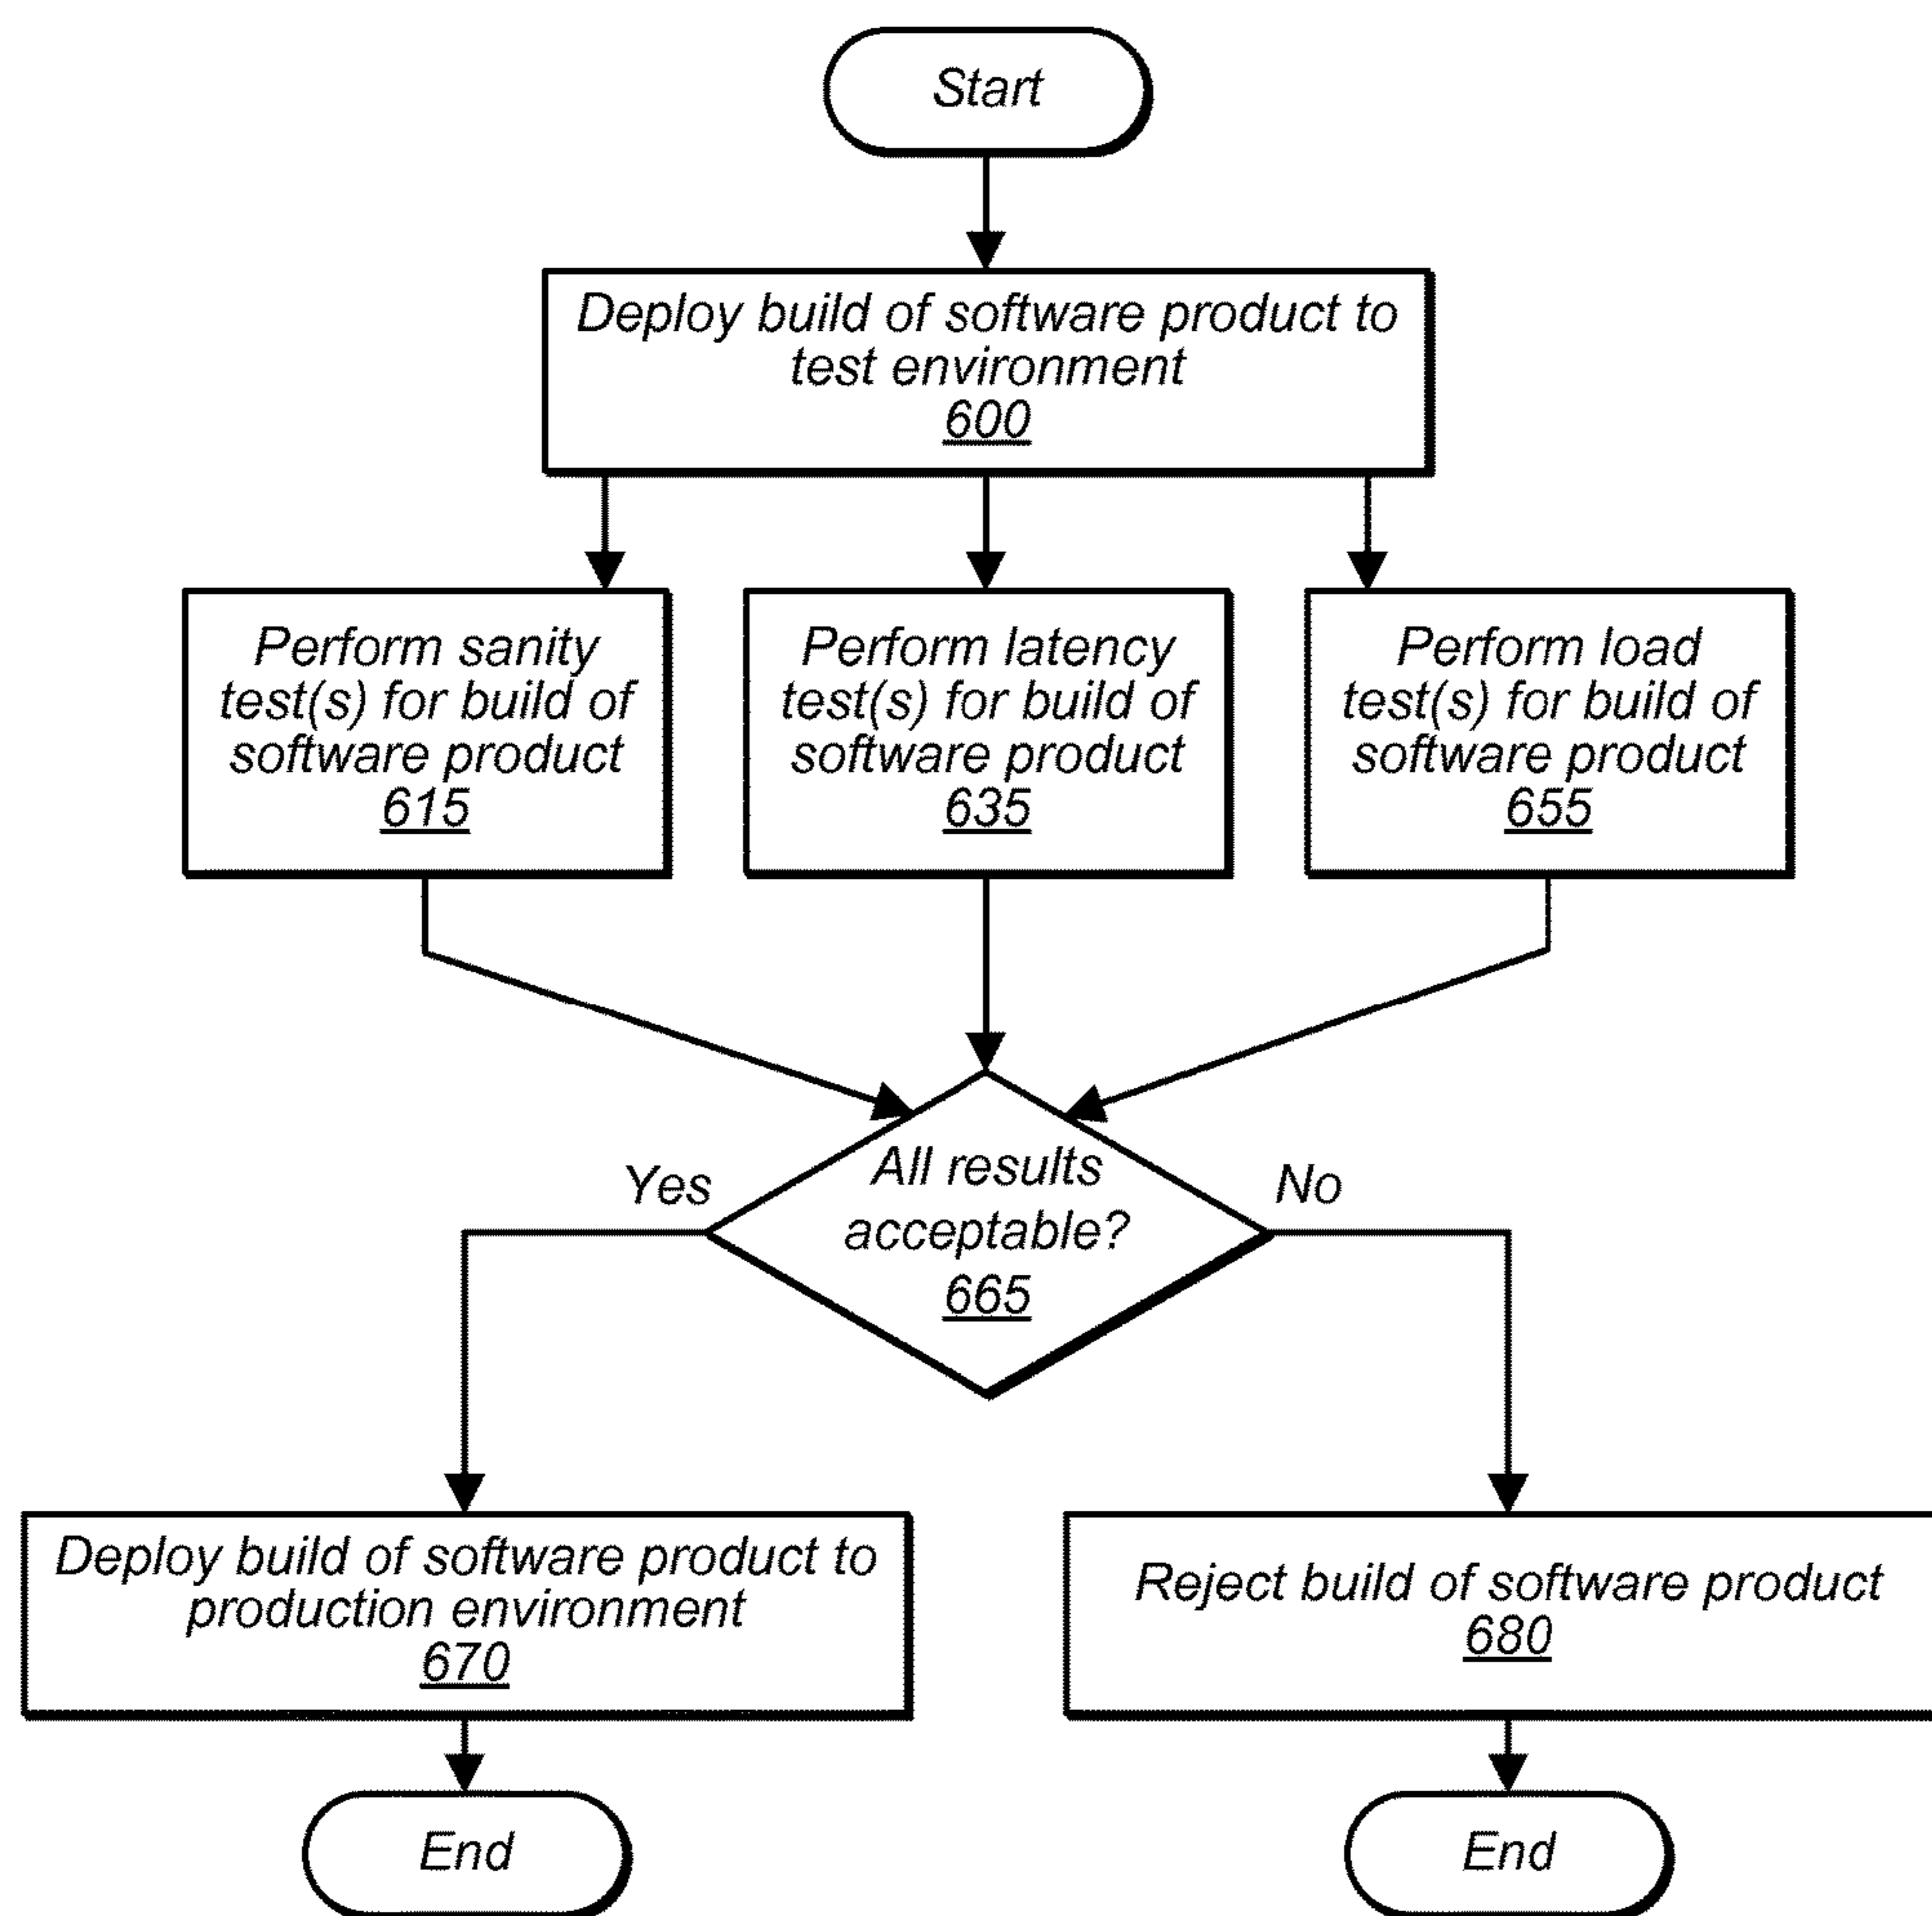 Start
Deploy build of software product to
test environment
600
Perform sanity
test(s) for build of
software product
615
Perform latency
test(s) for build of
software product
635
Perform load
test(s) for build of
software product
655
All results
acceptable?
665
Yes
No
Deploy build of software product to
production environment
670
Reject build of software product
680
End
End